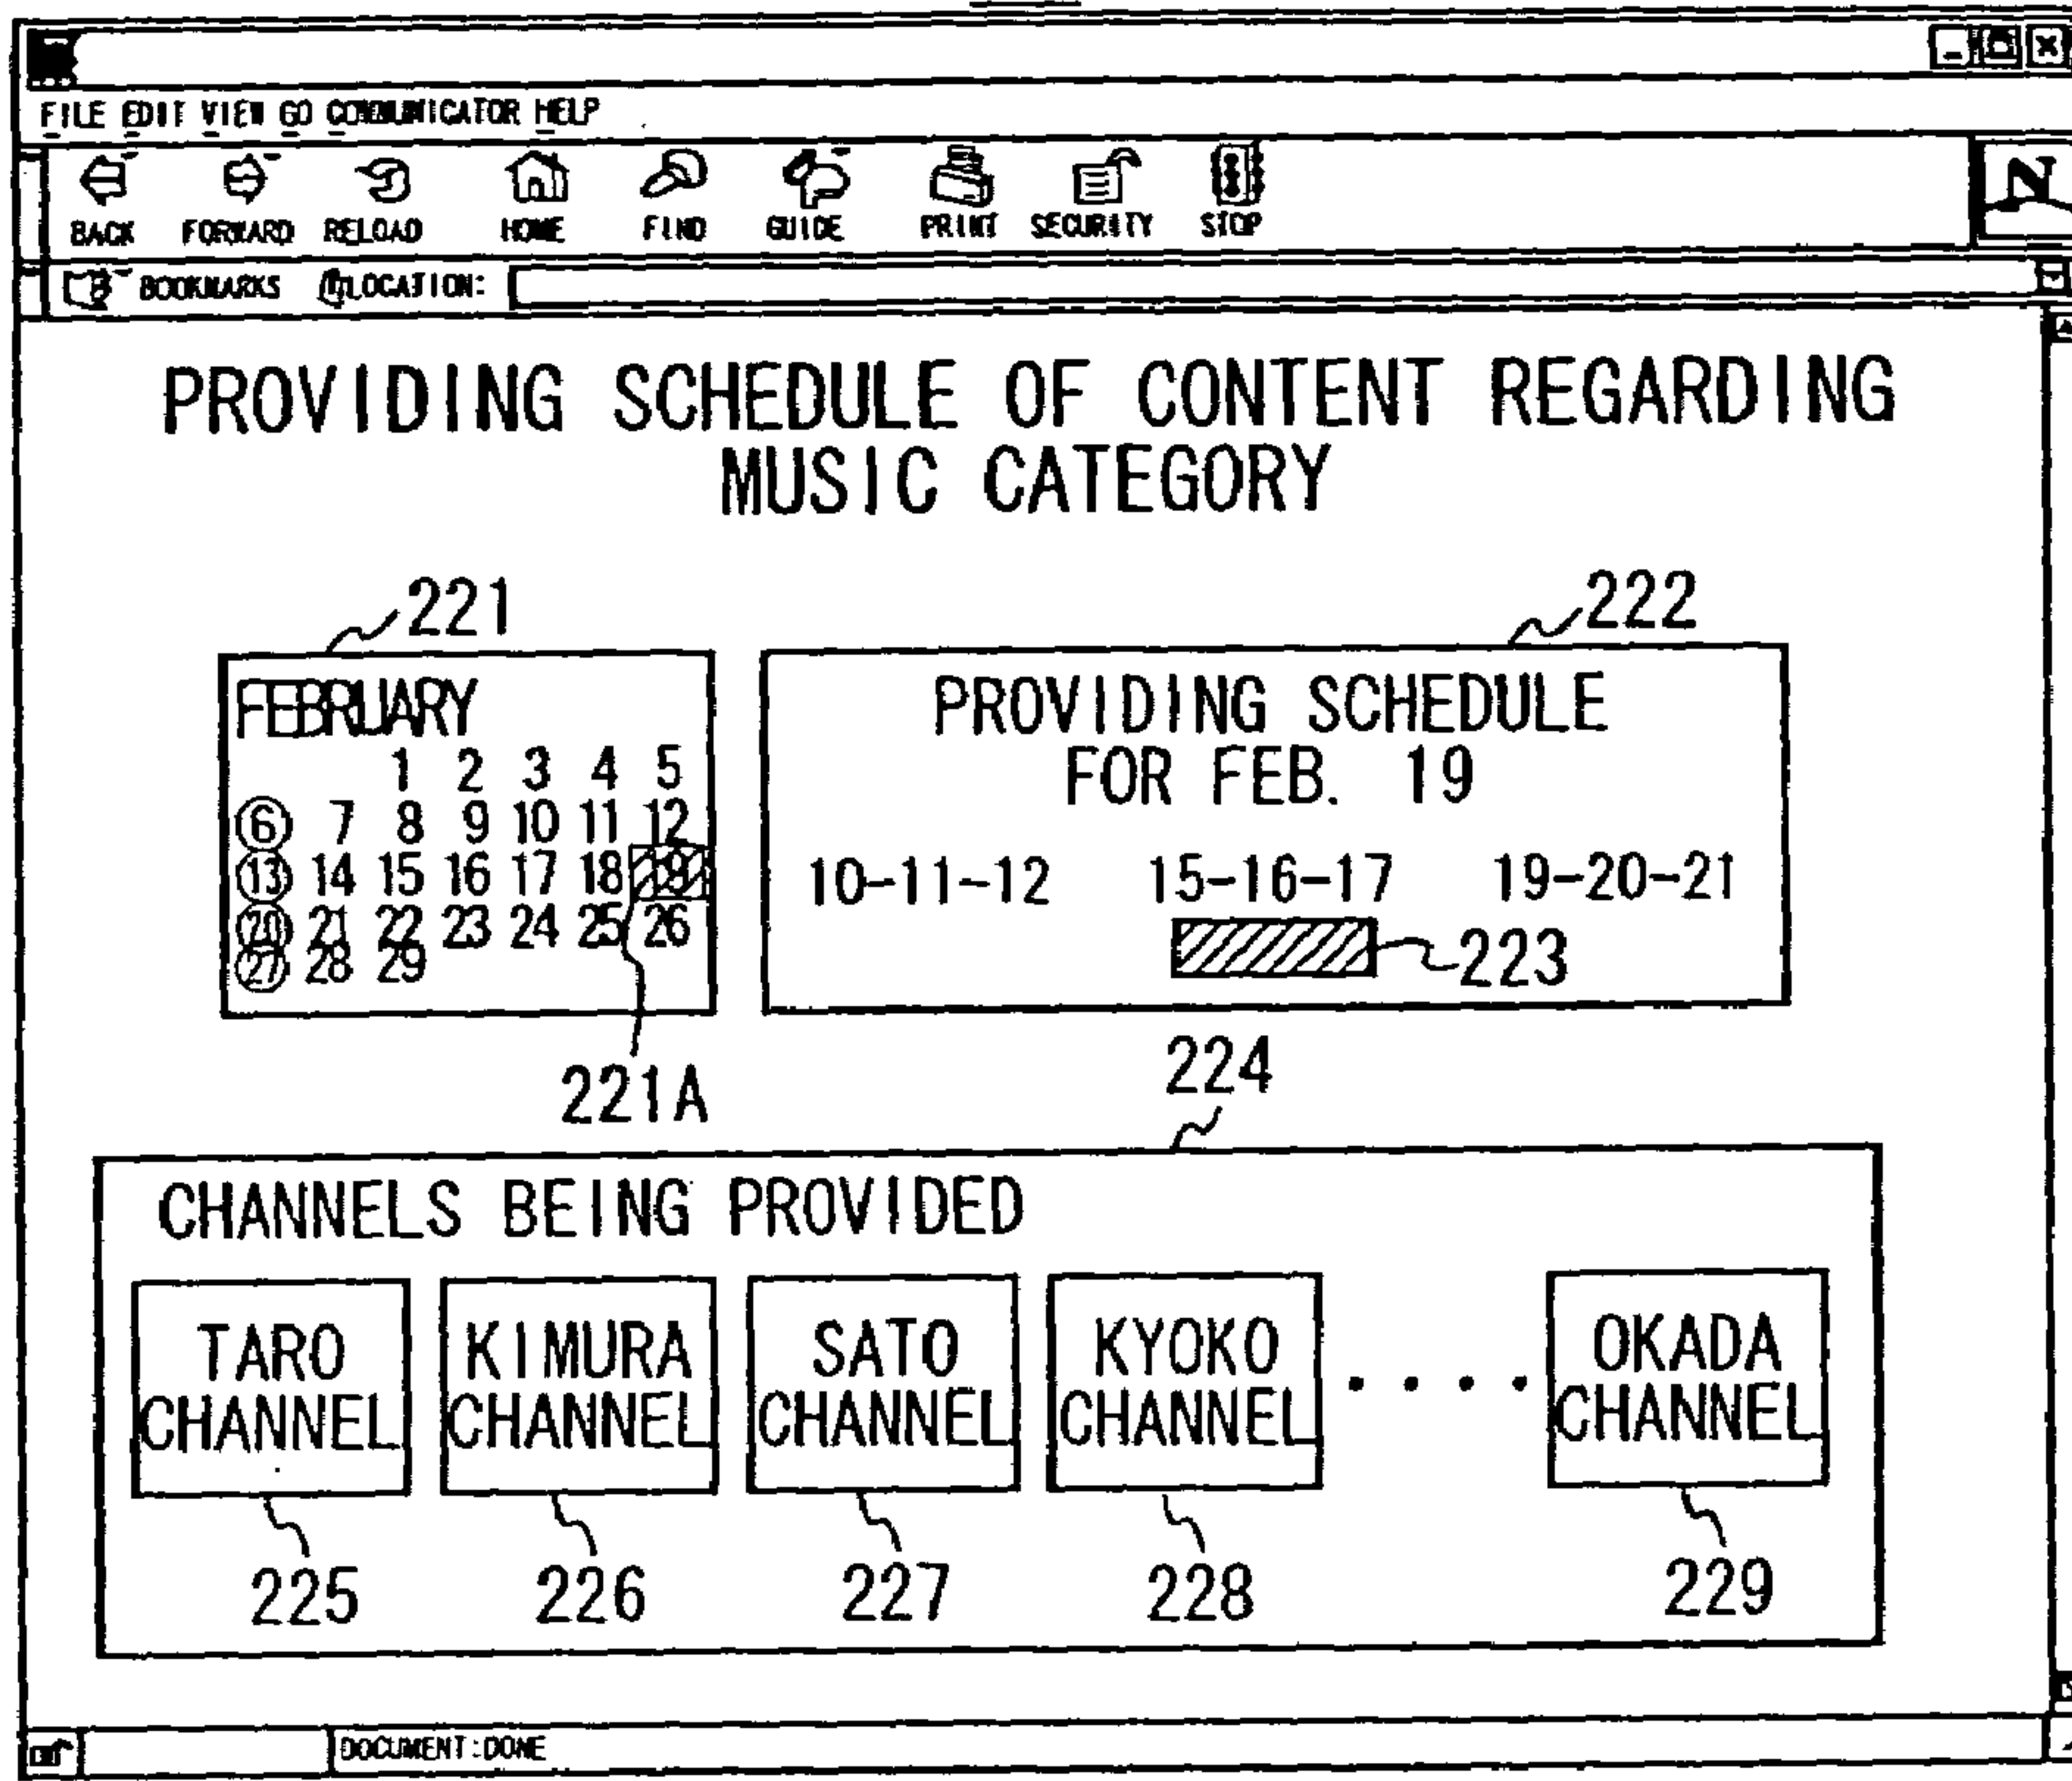 FILE EDIT VIEW GO COMMUNICATOR HELP
BACK FORWARD RELOAD HOME FIND GUIDE PRINT SECURITY STOP
N
BOOKMARKS LOCATION:
PROVIDING SCHEDULE OF CONTENT REGARDING
MUSIC CATEGORY
221
222
FEBRUARY
1 2 3 4 5
6 7 8 9 10 11 12
13 14 15 16 17 18 19
20 21 22 23 24 25 26
27 28 29
221A
PROVIDING SCHEDULE
FOR FEB. 19
10-11-12 15-16-17 19-20-21
223
224
CHANNELS BEING PROVIDED
TARO
CHANNEL
KIMURA
CHANNEL
SATO
CHANNEL
KYOKO
CHANNEL
OKADA
CHANNEL
225 226 227 228 229
DOCUMENT:DONE